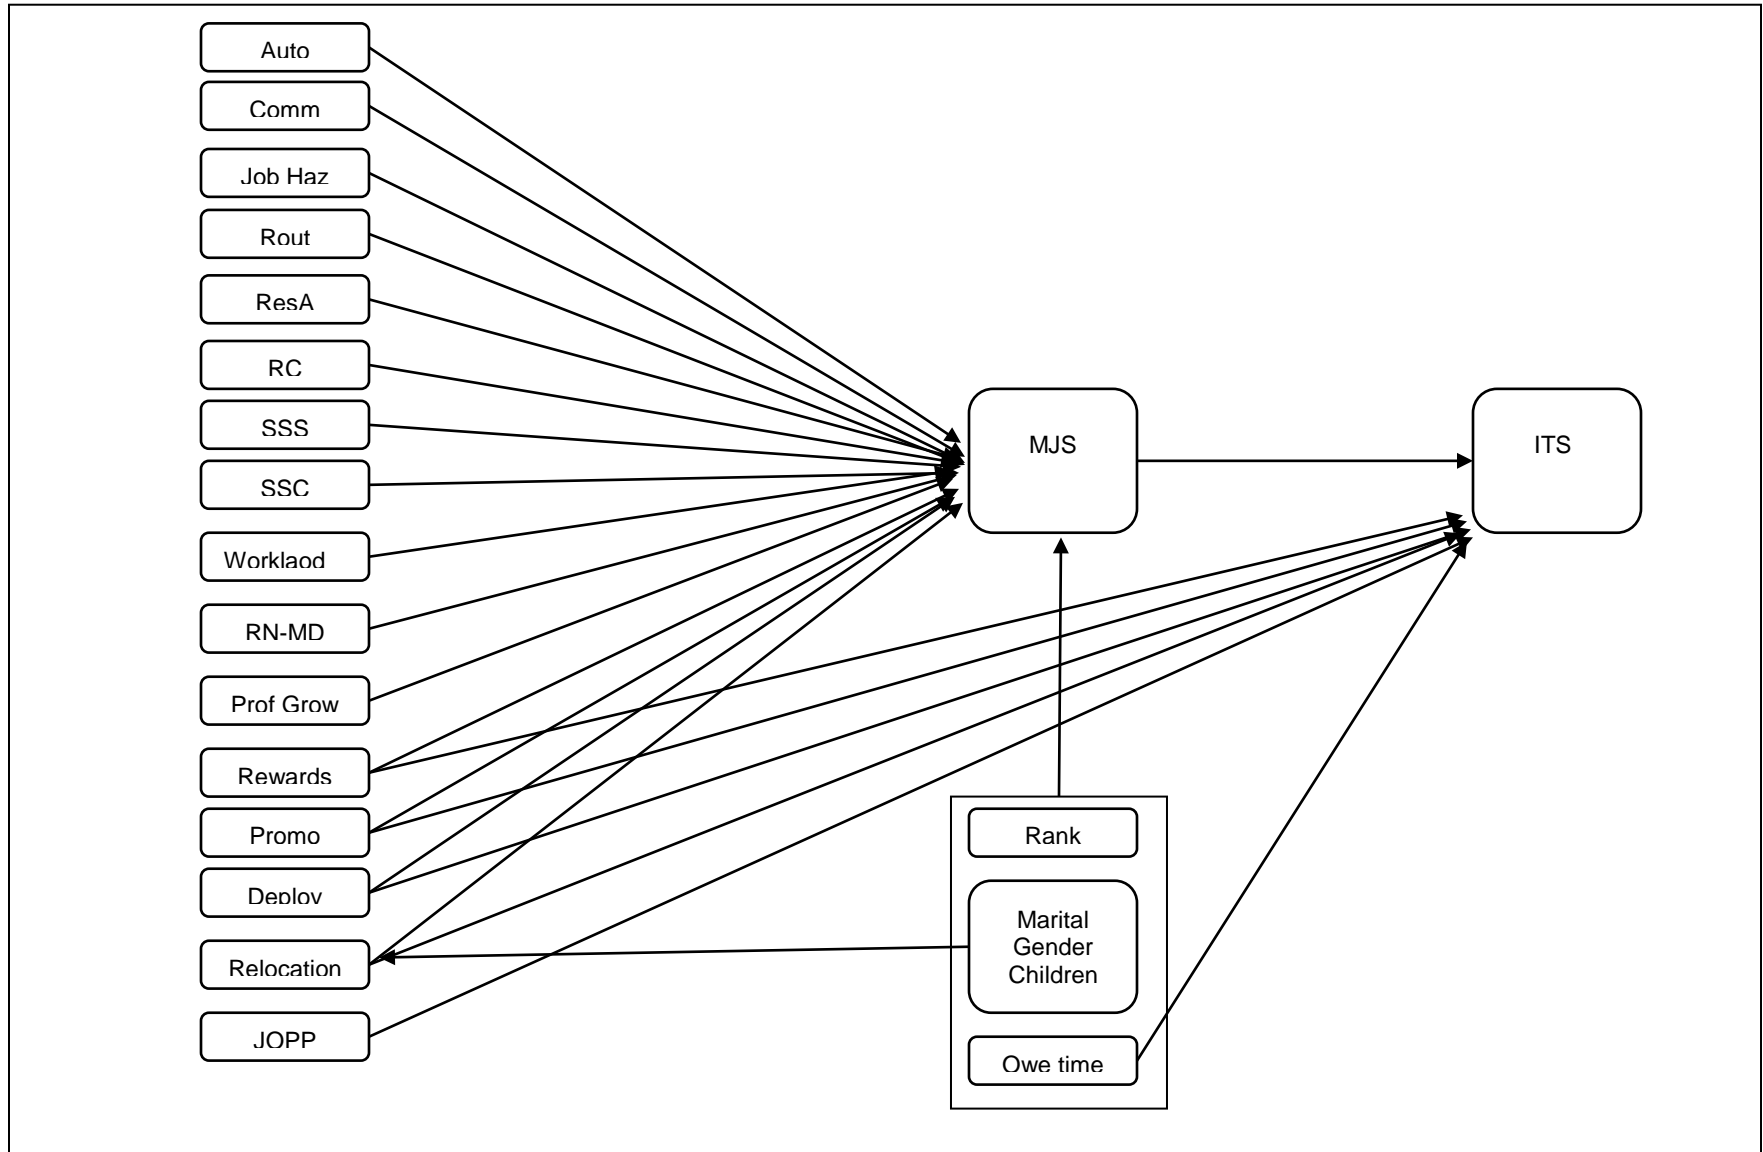 Auto
Comm
Job Haz
Rout
ResA
RC
SSS
SSC
Worklaod
RN-MD
Prof Grow
Rewards
Promo
Deploy
Relocation
JOPP
MJS
ITS
Rank
Marital
Gender
Children
Owe time